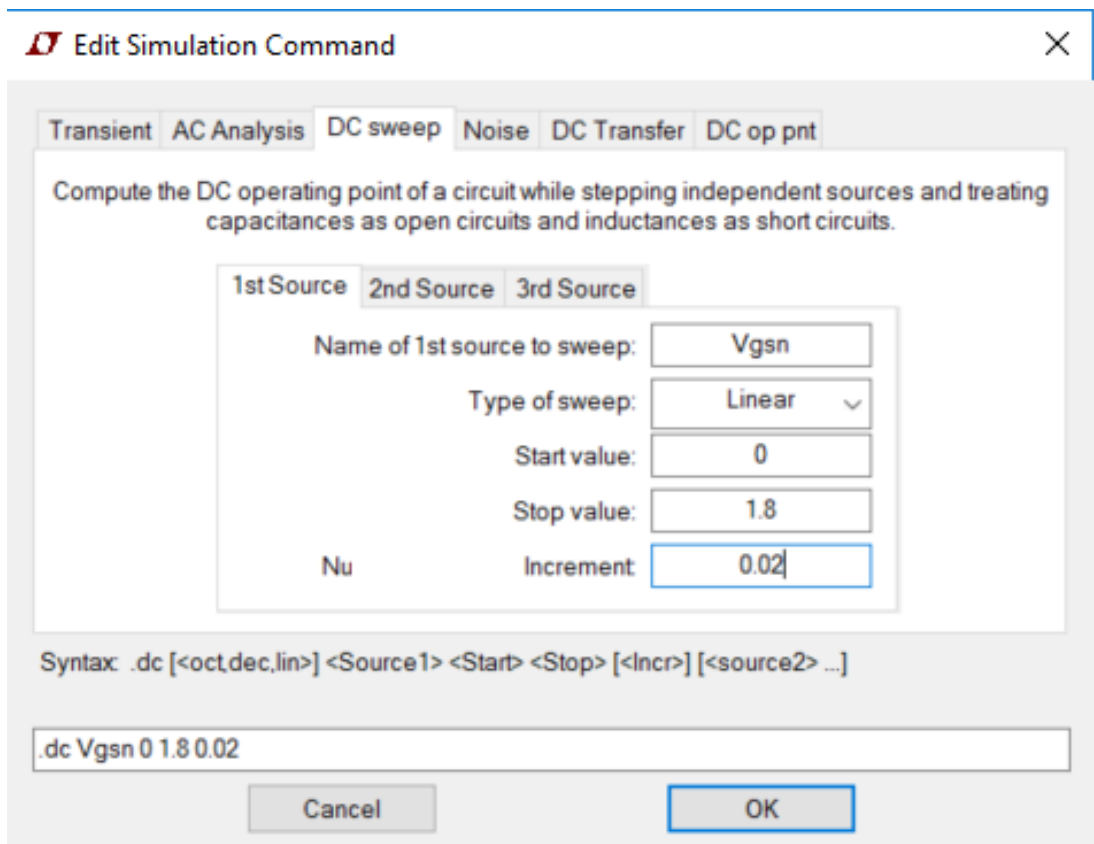 Edit Simulation Command
Transient AC Analysis DC sweep Noise DC Transfer DC op pnt
Compute the DC operating point of a circuit while stepping independent sources and treating
capacitances as open circuits and inductances as short circuits.
1st Source 2nd Source 3rd Source
Name of 1st source to sweep: Vgsn
Type of sweep: Linear
Start value: 0
Stop value: 1.8
Nu Increment: 0.02
Syntax: .dc [<oct,dec,lin>] <Source1> <Start> <Stop> [<Incr>] [<source2> ...]
.dc Vgsn 0 1.8 0.02
Cancel OK